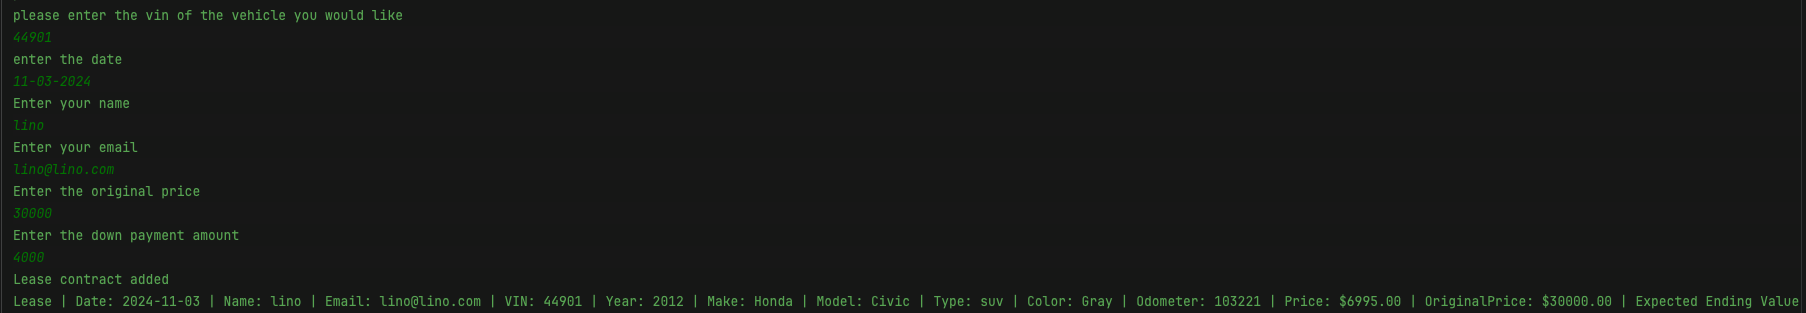 please enter the vin of the vehicle you would like
44901
enter the date
11-03-2024
Enter your name
lino
Enter your email
lino@lino.com
Enter the original price
30000
Enter the down payment amount
4000
Lease contract added
Lease | Date: 2024-11-03 | Name: lino | Email: lino@lino.com | VIN: 44901 | Year: 2012 | Make: Honda | Model: Civic | Type: suv | Color: Gray | Odometer: 103221 | Price: $6995.00 | OriginalPrice: $30000.00 | Expected Ending Value